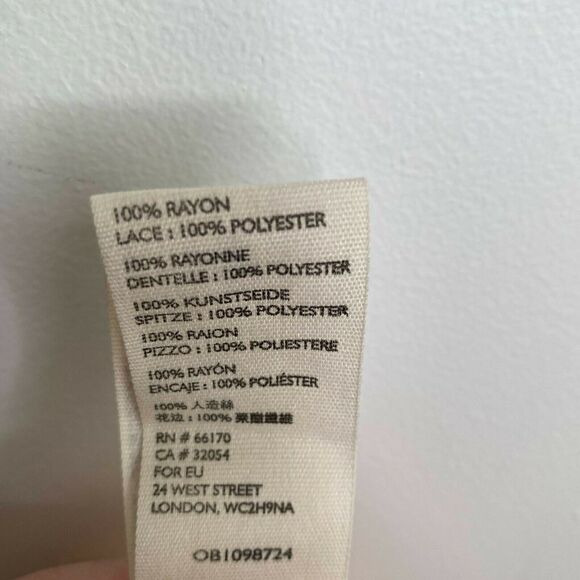 100% RAYON
LACE : 100% POLYESTER
100% RAYONNE
DENTELLE : 100% POLYESTER
100% KUNSTSEIDE
SPITZE : 100% POLYESTER
100% RAION
PIZZO : 100% POLIESTERE
100% RAYÓN
ENCAJE : 100% POLIÉSTER
100% 人造絲
花边 : 100% 聚酯纖維
RN # 66170
CA # 32054
FOR EU
24 WEST STREET
LONDON, WC2H9NA
OB1098724